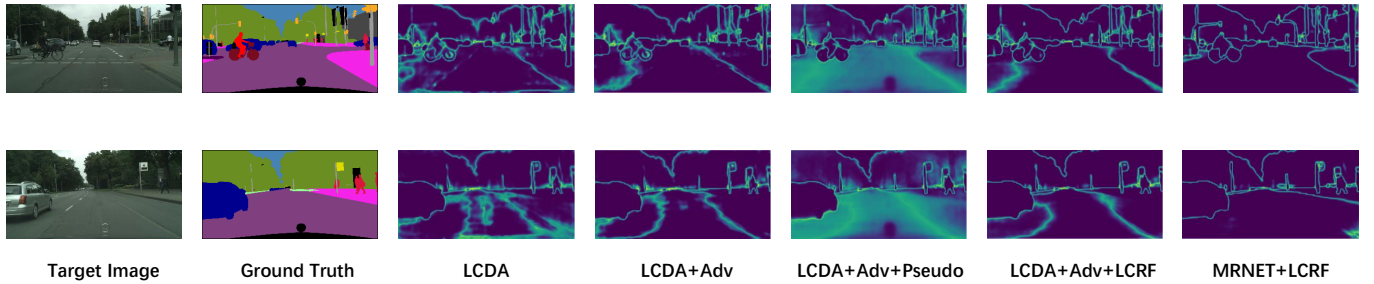 Target Image
Ground Truth
LCDA
LCDA+Adv
LCDA+Adv+Pseudo
LCDA+Adv+LCRF
MRNET+LCRF